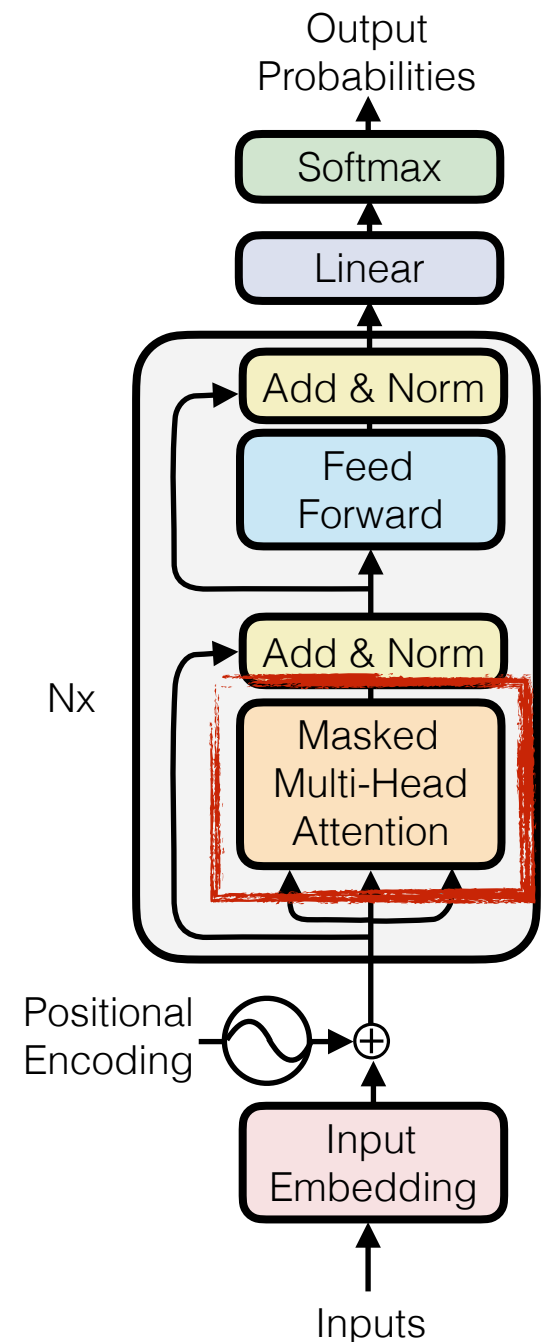 Output
Probabilities
Softmax
Linear
Add & Norm
Feed
Forward
Add & Norm
Nx
Masked
Multi-Head
Attention
Positional
Encoding
Input
Embedding
Inputs